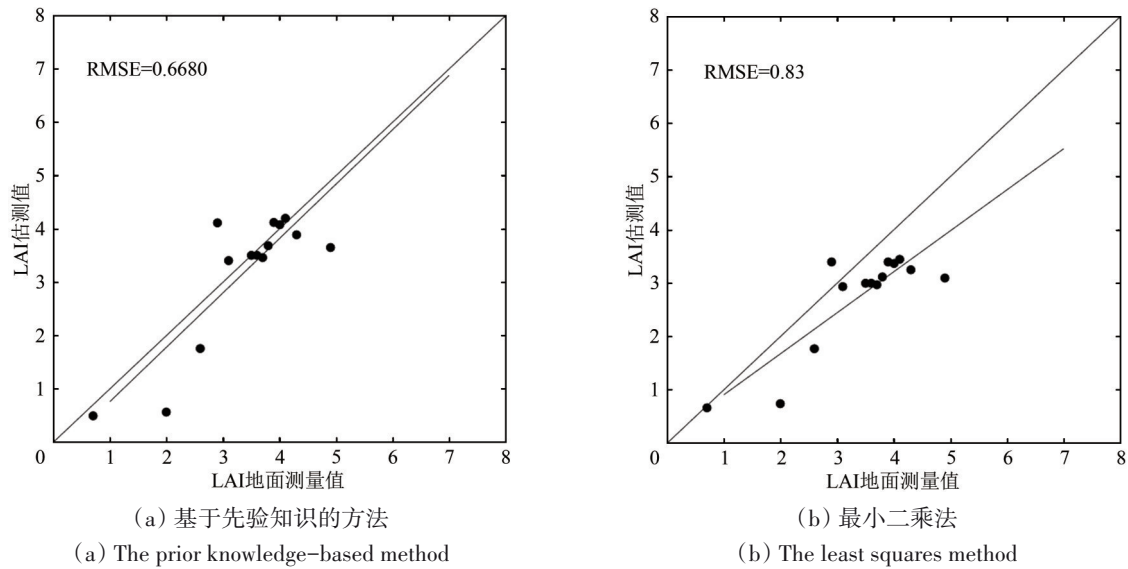 8
7
6
5
4
3
2
1
0
RMSE=0.6680
LAI估测值
1 2 3 4 5 6 7 8
LAI地面测量值
(a) 基于先验知识的方法
(a) The prior knowledge-based method
8
7
6
5
4
3
2
1
0
RMSE=0.83
LAI估测值
1 2 3 4 5 6 7 8
LAI地面测量值
(b) 最小二乘法
(b) The least squares method